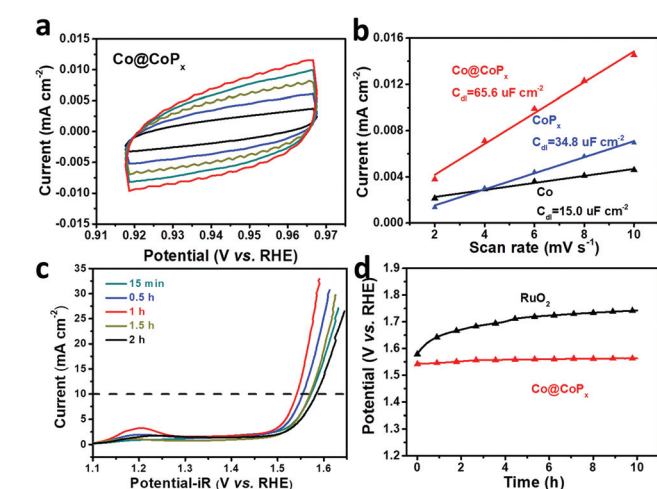 a
Co@CoPx
0.015
0.010
0.005
0.000
-0.005
-0.010
-0.015
0.91 0.92 0.93 0.94 0.95 0.96 0.97
Current (mA cm-2)
Potential (V vs. RHE)
b
0.016
0.012
0.008
0.004
0.000
2 4 6 8 10
Current (mA cm-2)
Scan rate (mV s-1)
Co@CoPx
Cdl=65.6 uF cm-2
CoPx
Cdl=34.8 uF cm-2
Co
Cdl=15.0 uF cm-2
c
35
30
25
20
15
10
5
0
1.1 1.2 1.3 1.4 1.5 1.6
15 min
0.5 h
1 h
1.5 h
2 h
Current (mA cm-2)
Potential-iR (V vs. RHE)
d
1.9
1.8
1.7
1.6
1.5
1.4
1.3
1.2
0 2 4 6 8 10
Potential (V vs. RHE)
Time (h)
RuO2
Co@CoPx